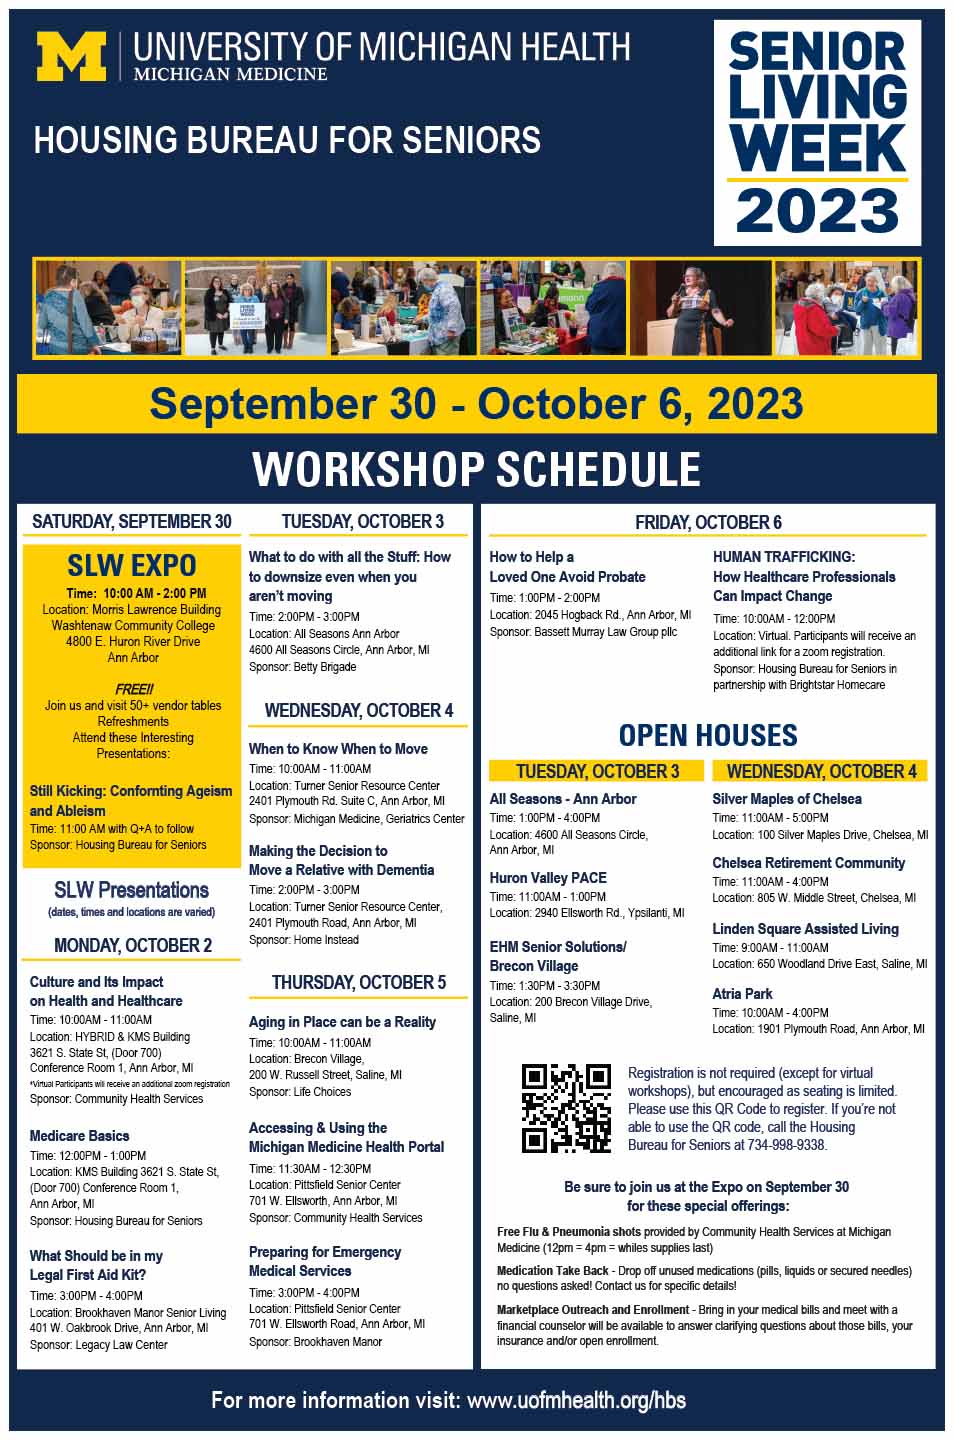 M
UNIVERSITY OF MICHIGAN HEALTH
MICHIGAN MEDICINE
HOUSING BUREAU FOR SENIORS
SENIOR
LIVING
WEEK
2023
SENIOR
LIVING
WEEK
September 30 - October 6, 2023
WORKSHOP SCHEDULE
SATURDAY, SEPTEMBER 30
SLW EXPO
Time: 10:00 AM - 2:00 PM
Location: Morris Lawrence Building
Washtenaw Community College
4800 E. Huron River Drive
Ann Arbor
FREE!!
Join us and visit 50+ vendor tables
Refreshments
Attend these Interesting
Presentations:
Still Kicking: Confornting Ageism
and Ableism
Time: 11:00 AM with Q+A to follow
Sponsor: Housing Bureau for Seniors
SLW Presentations
(dates, times and locations are varied)
MONDAY, OCTOBER 2
Culture and Its Impact
on Health and Healthcare
Time: 10:00AM - 11:00AM
Location: HYBRID & KMS Building
3621 S. State St, (Door 700)
Conference Room 1, Ann Arbor, MI
*Virtual Participants will receive an additional zoom registration
Sponsor: Community Health Services
Medicare Basics
Time: 12:00PM - 1:00PM
Location: KMS Building 3621 S. State St,
(Door 700) Conference Room 1,
Ann Arbor, MI
Sponsor: Housing Bureau for Seniors
What Should be in my
Legal First Aid Kit?
Time: 3:00PM - 4:00PM
Location: Brookhaven Manor Senior Living
401 W. Oakbrook Drive, Ann Arbor, MI
Sponsor: Legacy Law Center
TUESDAY, OCTOBER 3
What to do with all the Stuff: How
to downsize even when you
aren't moving
Time: 2:00PM - 3:00PM
Location: All Seasons Ann Arbor
4600 All Seasons Circle, Ann Arbor, MI
Sponsor: Betty Brigade
WEDNESDAY, OCTOBER 4
When to Know When to Move
Time: 10:00AM - 11:00AM
Location: Turner Senior Resource Center
2401 Plymouth Rd. Suite C, Ann Arbor, MI
Sponsor: Michigan Medicine, Geriatrics Center
Making the Decision to
Move a Relative with Dementia
Time: 2:00PM - 3:00PM
Location: Turner Senior Resource Center,
2401 Plymouth Road, Ann Arbor, MI
Sponsor: Home Instead
THURSDAY, OCTOBER 5
Aging in Place can be a Reality
Time: 10:00AM - 11:00AM
Location: Brecon Village,
200 W. Russell Street, Saline, MI
Sponsor: Life Choices
Accessing & Using the
Michigan Medicine Health Portal
Time: 11:30AM - 12:30PM
Location: Pittsfield Senior Center
701 W. Ellsworth, Ann Arbor, MI
Sponsor: Community Health Services
Preparing for Emergency
Medical Services
Time: 3:00PM - 4:00PM
Location: Pittsfield Senior Center
701 W. Ellsworth Road, Ann Arbor, MI
Sponsor: Brookhaven Manor
FRIDAY, OCTOBER 6
How to Help a
Loved One Avoid Probate
Time: 1:00PM - 2:00PM
Location: 2045 Hogback Rd., Ann Arbor, MI
Sponsor: Bassett Murray Law Group pllc
HUMAN TRAFFICKING:
How Healthcare Professionals
Can Impact Change
Time: 10:00AM - 12:00PM
Location: Virtual. Participants will receive an
additional link for a zoom registration.
Sponsor: Housing Bureau for Seniors in
partnership with Brightstar Homecare
OPEN HOUSES
TUESDAY, OCTOBER 3
All Seasons - Ann Arbor
Time: 1:00PM - 4:00PM
Location: 4600 All Seasons Circle,
Ann Arbor, MI
Huron Valley PACE
Time: 11:00AM - 1:00PM
Location: 2940 Ellsworth Rd., Ypsilanti, MI
EHM Senior Solutions/
Brecon Village
Time: 1:30PM - 3:30PM
Location: 200 Brecon Village Drive,
Saline, MI
WEDNESDAY, OCTOBER 4
Silver Maples of Chelsea
Time: 11:00AM - 5:00PM
Location: 100 Silver Maples Drive, Chelsea, MI
Chelsea Retirement Community
Time: 11:00AM - 4:00PM
Location: 805 W. Middle Street, Chelsea, MI
Linden Square Assisted Living
Time: 9:00AM - 11:00AM
Location: 650 Woodland Drive East, Saline, MI
Atria Park
Time: 10:00AM - 4:00PM
Location: 1901 Plymouth Road, Ann Arbor, MI
Registration is not required (except for virtual
workshops), but encouraged as seating is limited.
Please use this QR Code to register. If you're not
able to use the QR code, call the Housing
Bureau for Seniors at 734-998-9338.
Be sure to join us at the Expo on September 30
for these special offerings:
Free Flu & Pneumonia shots provided by Community Health Services at Michigan
Medicine (12pm = 4pm = whiles supplies last)
Medication Take Back - Drop off unused medications (pills, liquids or secured needles)
no questions asked! Contact us for specific details!
Marketplace Outreach and Enrollment - Bring in your medical bills and meet with a
financial counselor will be available to answer clarifying questions about those bills, your
insurance and/or open enrollment.
For more information visit: www.uofmhealth.org/hbs